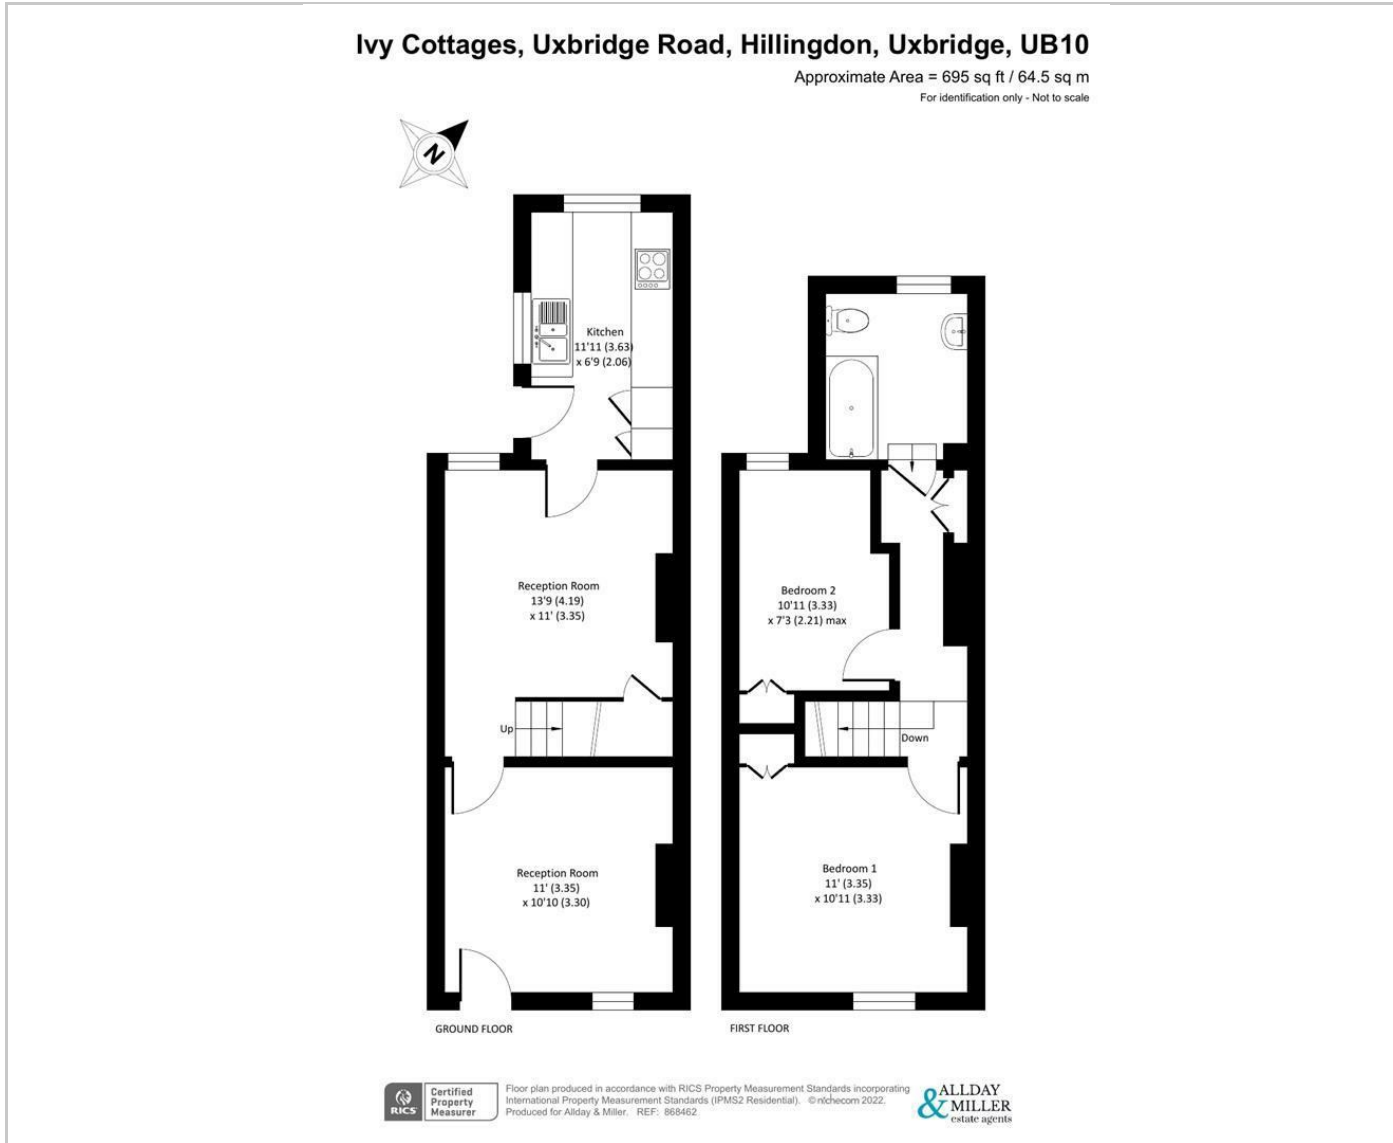 Ivy Cottages, Uxbridge Road, Hillingdon, Uxbridge, UB10
Approximate Area = 695 sq ft / 64.5 sq m
For identification only - Not to scale
N
Kitchen
11'11 (3.63)
x 6'9 (2.06)
Reception Room
13'9 (4.19)
x 11' (3.35)
Up
Reception Room
11' (3.35)
x 10'10 (3.30)
GROUND FLOOR
Bedroom 2
10'11 (3.33)
x 7'3 (2.21) max
Down
Bedroom 1
11' (3.35)
x 10'11 (3.33)
FIRST FLOOR
RICS
Certified
Property
Measurer
Floor plan produced in accordance with RICS Property Measurement Standards incorporating
International Property Measurement Standards (IPMS2 Residential). ©nichecom 2022.
Produced for Allday & Miller. REF: 868462
ALLDAY
& MILLER
estate agents